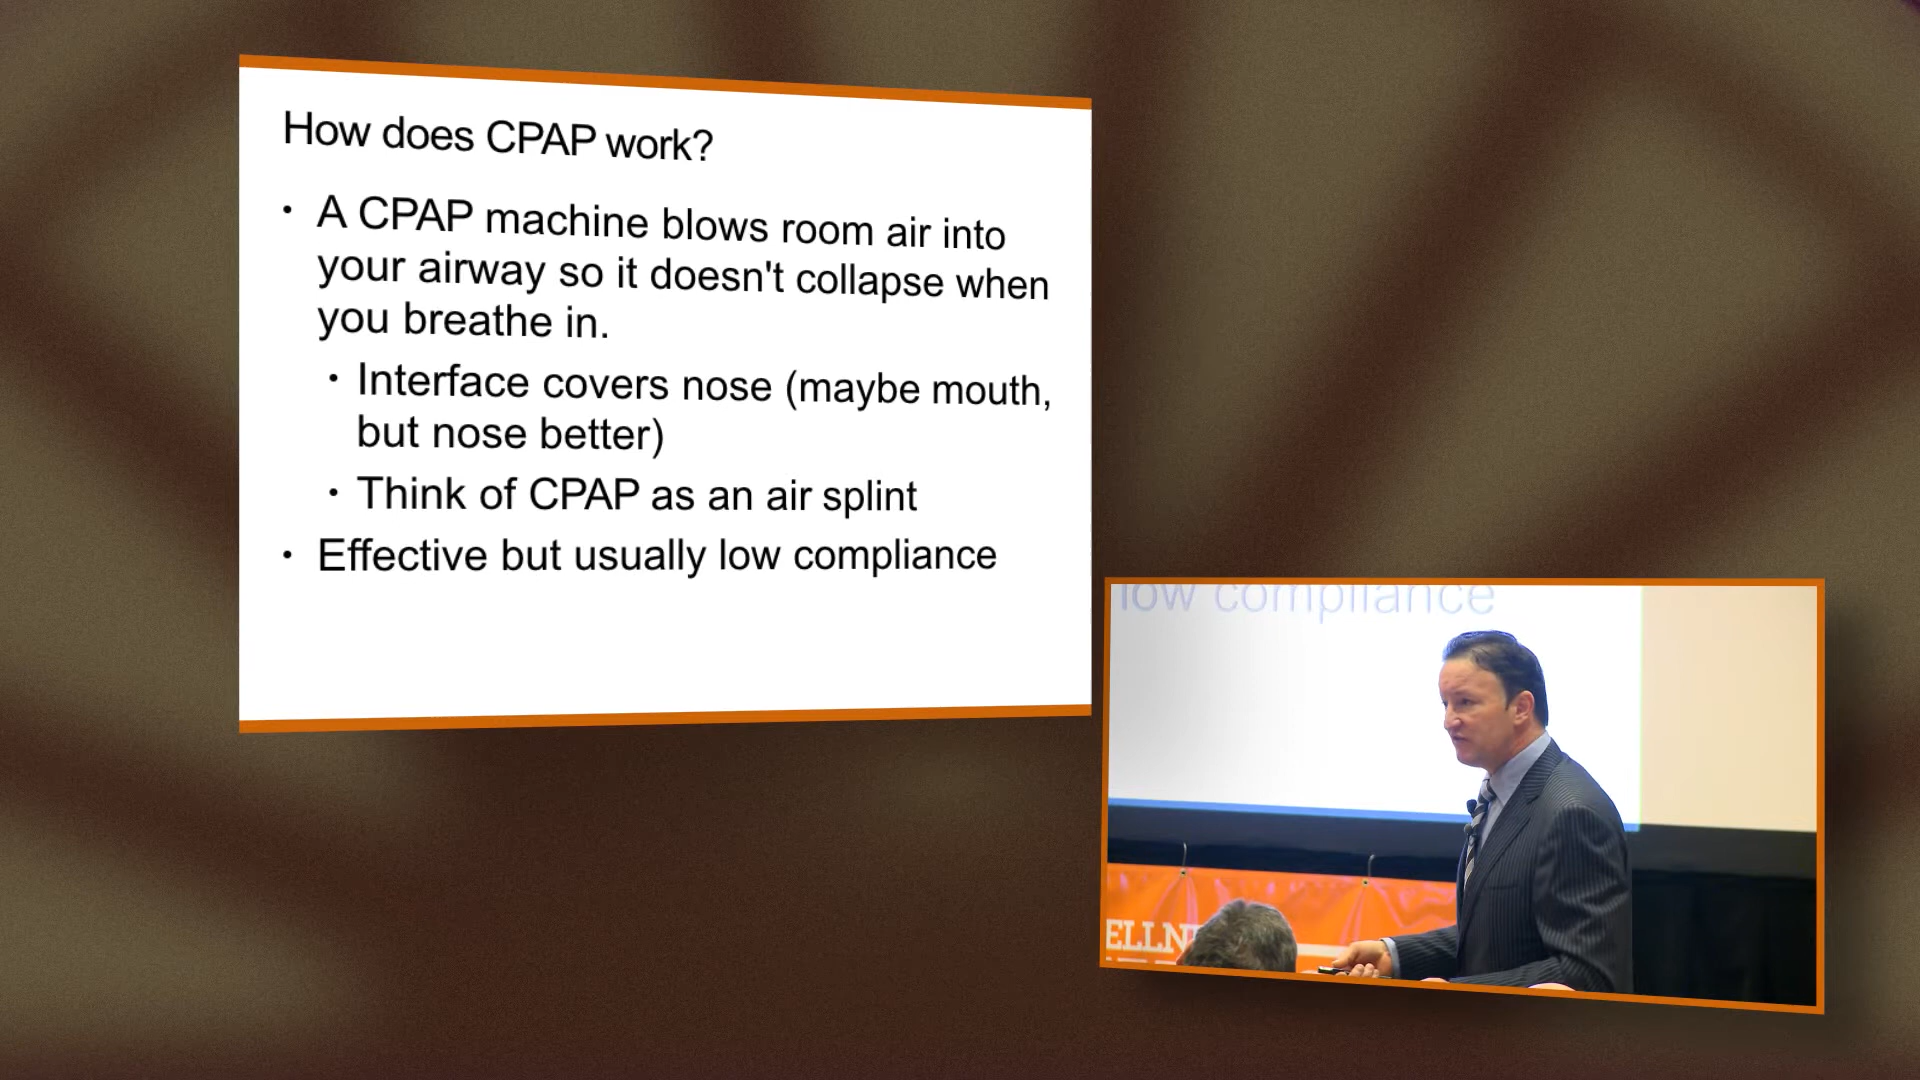 How does CPAP work?
• A CPAP machine blows room air into
your airway so it doesn't collapse when
you breathe in.
• Interface covers nose (maybe mouth,
but nose better)
• Think of CPAP as an air splint
• Effective but usually low compliance
low compliance
ELLN